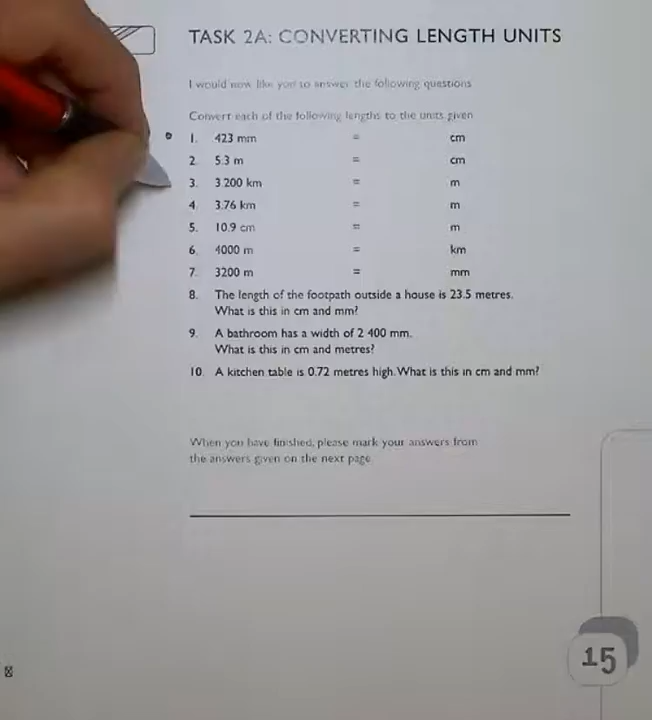 TASK 2A: CONVERTING LENGTH UNITS
I would now like you to answer the following questions
Convert each of the following lengths to the units given
1. 423 mm = cm
2. 5.3 m = cm
3. 3.200 km = m
4. 3.76 km = m
5. 10.9 cm = m
6. 4000 m = km
7. 3200 m = mm
8. The length of the footpath outside a house is 23.5 metres.
What is this in cm and mm?
9. A bathroom has a width of 2 400 mm.
What is this in cm and metres?
10. A kitchen table is 0.72 metres high. What is this in cm and mm?
When you have finished, please mark your answers from
the answers given on the next page
15